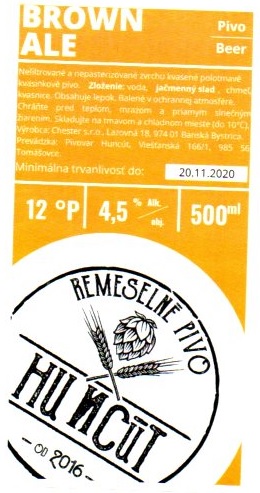 BROWN
ALE
Pivo
Beer
Nefiltrované a nepasterizované zvrchu kvasené polotmavé
kvasinkové pivo. Zloženie: voda, jačmenný slad, chmeľ,
kvasnice. Obsahuje lepok. Balené v ochrannej atmosfére.
Chráňte pred teplom, mrazom a priamym slnečným
žiarením. Skladujte na tmavom a chladnom mieste (do 10°C).
Výrobca: Chester s.r.o., Lazovná 18, 974 01 Banská Bystrica,
Prevádzka: Pivovar Huncút, Viešťanská 166/1, 985 56
Tomášovce.
Minimálna trvanlivosť do:
20.11.2020
12 °P
4,5 % Alk. obj.
500ml
REMESELNÉ PIVO
HUNCÚT
- OD 2016 -